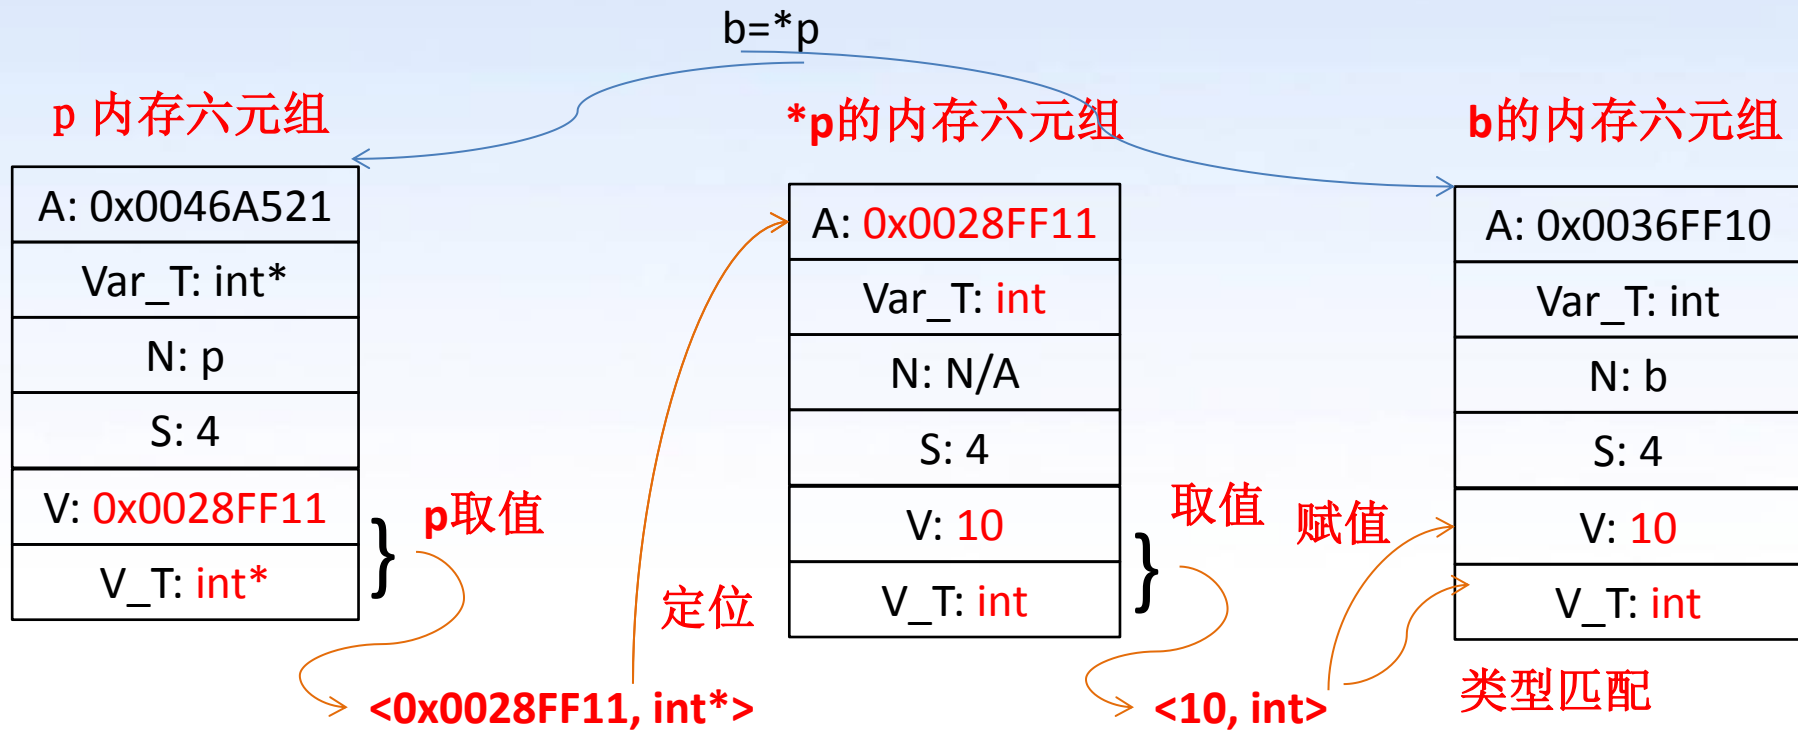 b=*p
p 内存六元组
A: 0x0046A521
Var_T: int*
N: p
S: 4
V: 0x0028FF11
V_T: int*
}
p取值
<0x0028FF11, int*>
定位
*p的内存六元组
A: 0x0028FF11
Var_T: int
N: N/A
S: 4
V: 10
V_T: int
}
取值
<10, int>
赋值
b的内存六元组
A: 0x0036FF10
Var_T: int
N: b
S: 4
V: 10
V_T: int
类型匹配